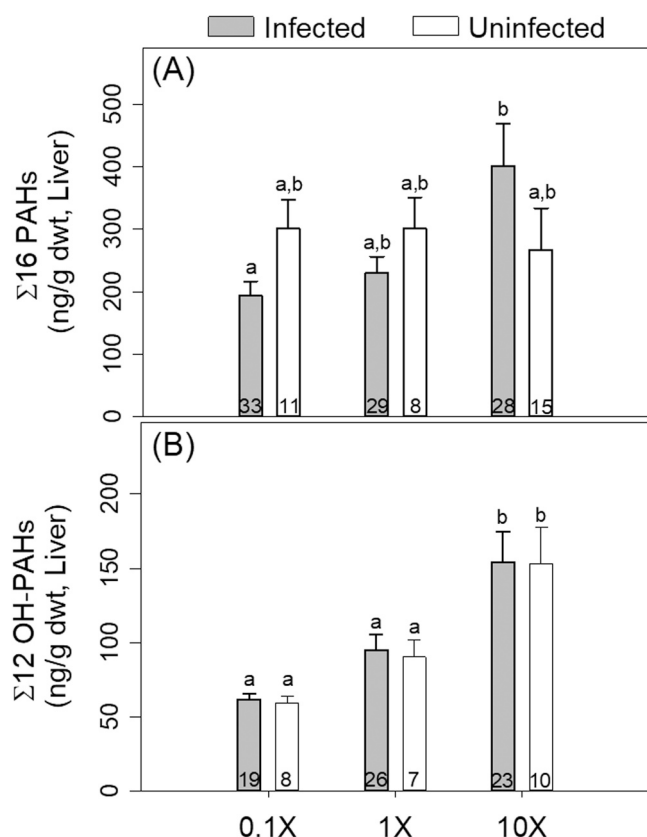 Infected Uninfected
(A)
Σ16 PAHs
(ng/g dwt, Liver)
500
400
300
200
100
0
a a,b a,b a,b b a,b
33 11 29 8 28 15
(B)
Σ12 OH-PAHs
(ng/g dwt, Liver)
200
150
100
50
0
a a a a b b
19 8 26 7 23 10
0.1X 1X 10X